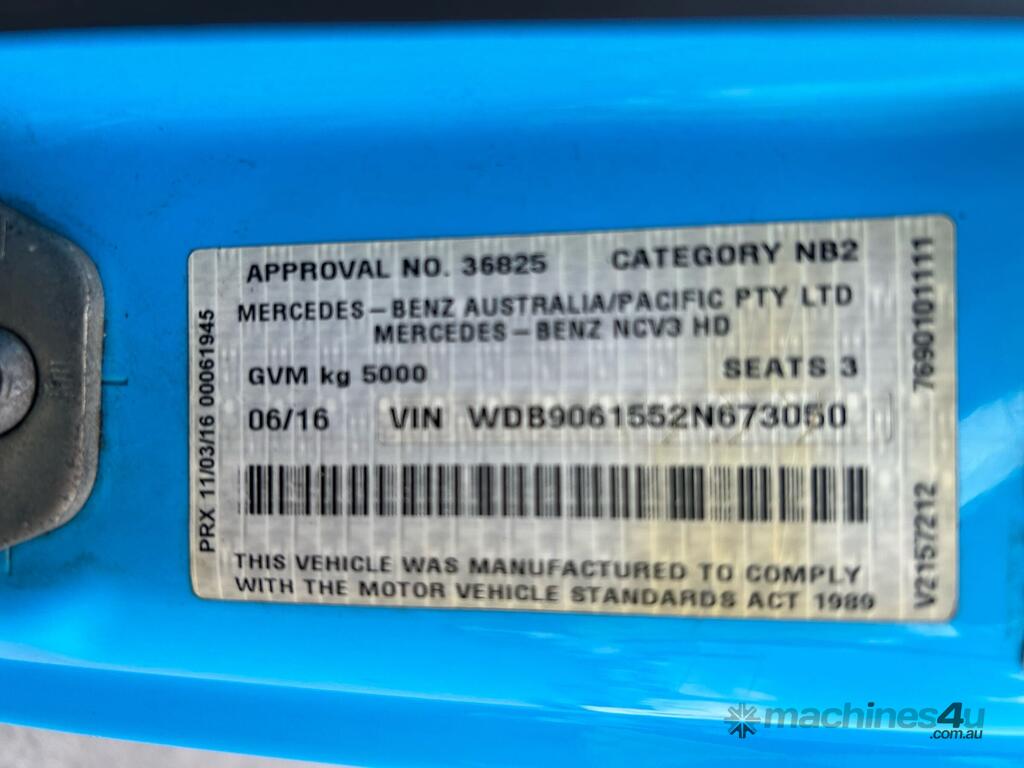 APPROVAL NO. 36825 CATEGORY NB2
MERCEDES-BENZ AUSTRALIA/PACIFIC PTY LTD
MERCEDES-BENZ NCV3 HD
GVM kg 5000 SEATS 3
06/16 VIN WDB9061552N673050
THIS VEHICLE WAS MANUFACTURED TO COMPLY
WITH THE MOTOR VEHICLE STANDARDS ACT 1989
PRX 11/03/16 00061945
V2157212 7690101111
machines4u
.com.au